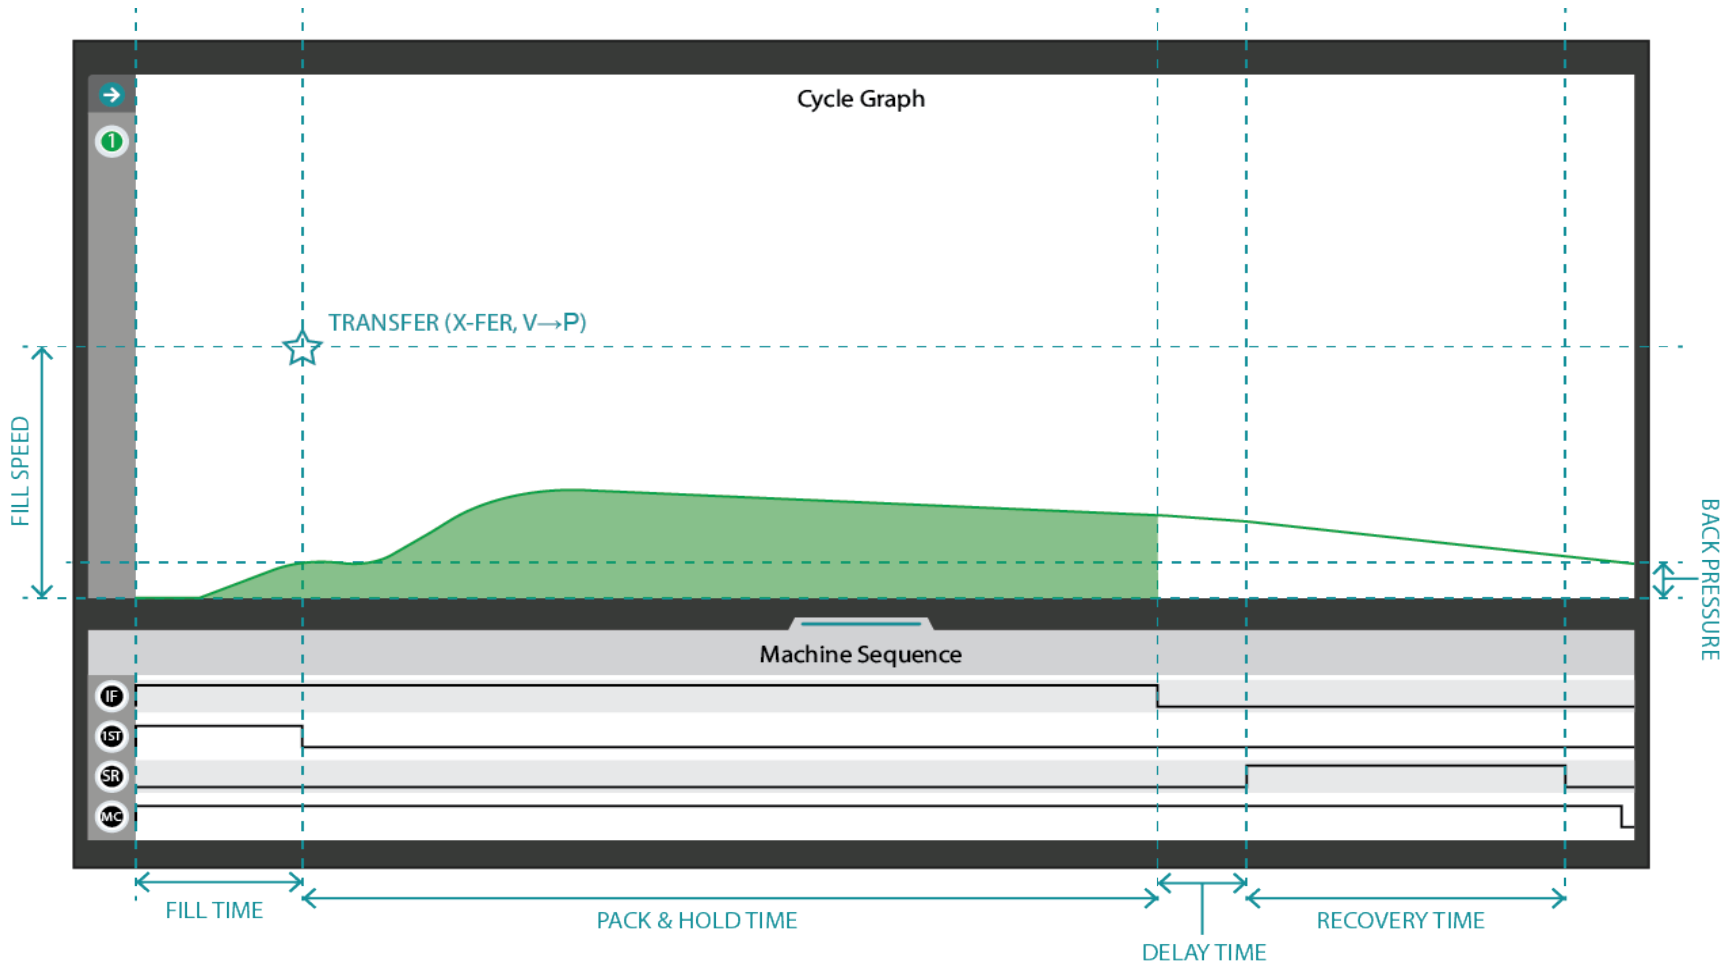 Cycle Graph
1
TRANSFER (X-FER, V→P)
FILL SPEED
BACK PRESSURE
Machine Sequence
IF
1ST
SR
MC
FILL TIME
PACK & HOLD TIME
RECOVERY TIME
DELAY TIME